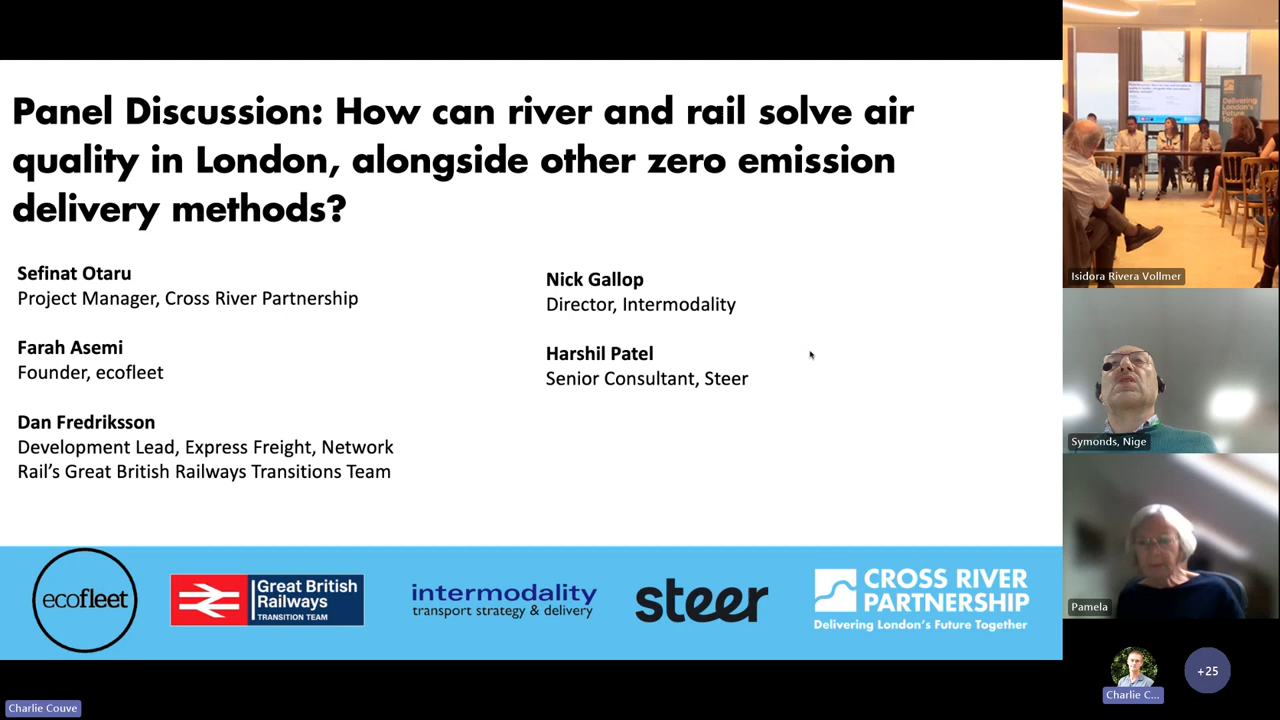 Panel Discussion: How can river and rail solve air
quality in London, alongside other zero emission
delivery methods?
Sefinat Otaru
Project Manager, Cross River Partnership
Farah Asemi
Founder, ecofleet
Dan Fredriksson
Development Lead, Express Freight, Network
Rail's Great British Railways Transitions Team
Nick Gallop
Director, Intermodality
Harshil Patel
Senior Consultant, Steer
ecofleet
Great British
Railways
TRANSITION TEAM
intermodality
transport strategy & delivery
steer
CROSS RIVER
PARTNERSHIP
Delivering London's Future Together
Delivering
London's
Future
Isidora Rivera Vollmer
Symonds, Nige
Pamela
Charlie C...
+25
Charlie Couve